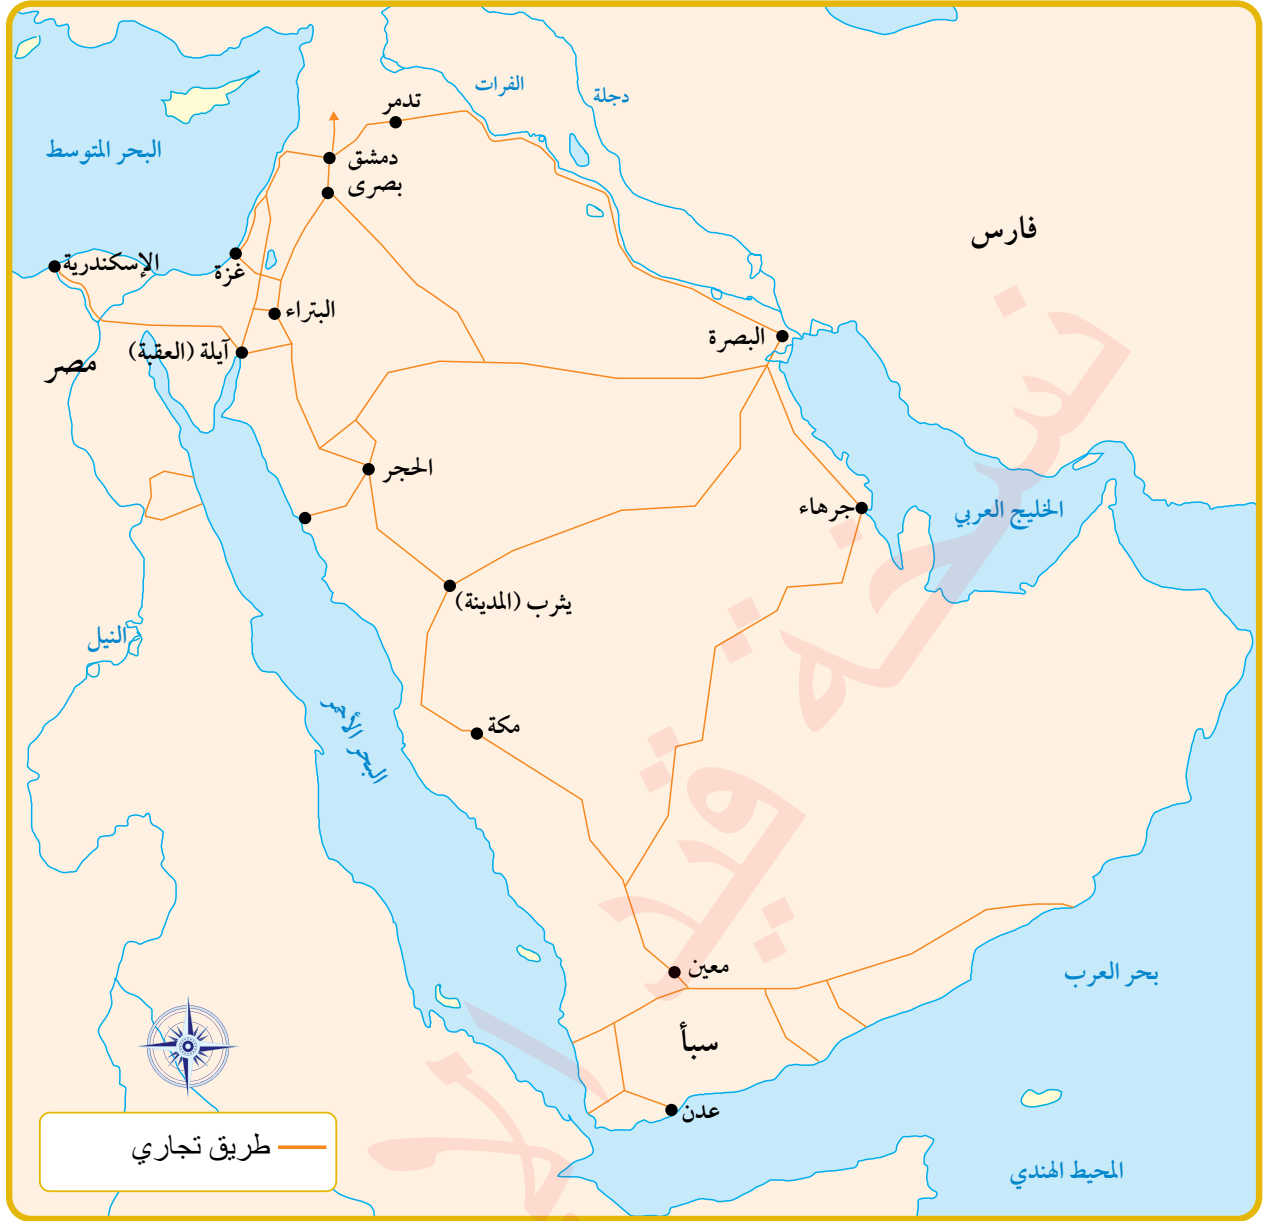 الفرات
دجلة
تدمر
البحر المتوسط
دمشق
بصرى
فارس
الإسكندرية
غزة
البتراء
البصرة
آيلة (العقبة)
مصر
الحجر
جرهاء
الخليج العربي
يثرب (المدينة)
النيل
البحر الأحمر
مكة
معين
بحر العرب
سبأ
عدن
طريق تجاري
المحيط الهندي